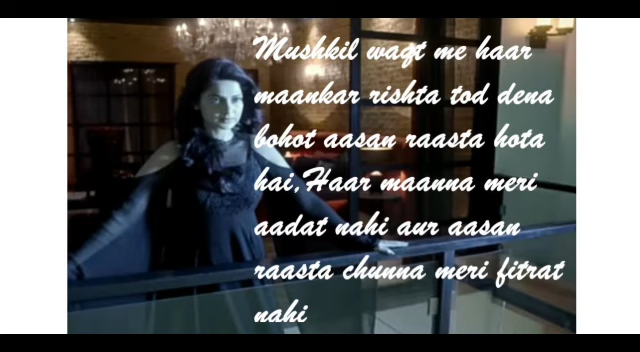 Mushkil waqt me haar
maankar rishta tod dena
bohot aasan raasta hota
hai,Haar maanna meri
aadat nahi aur aasan
raasta chunna meri fitrat
nahi